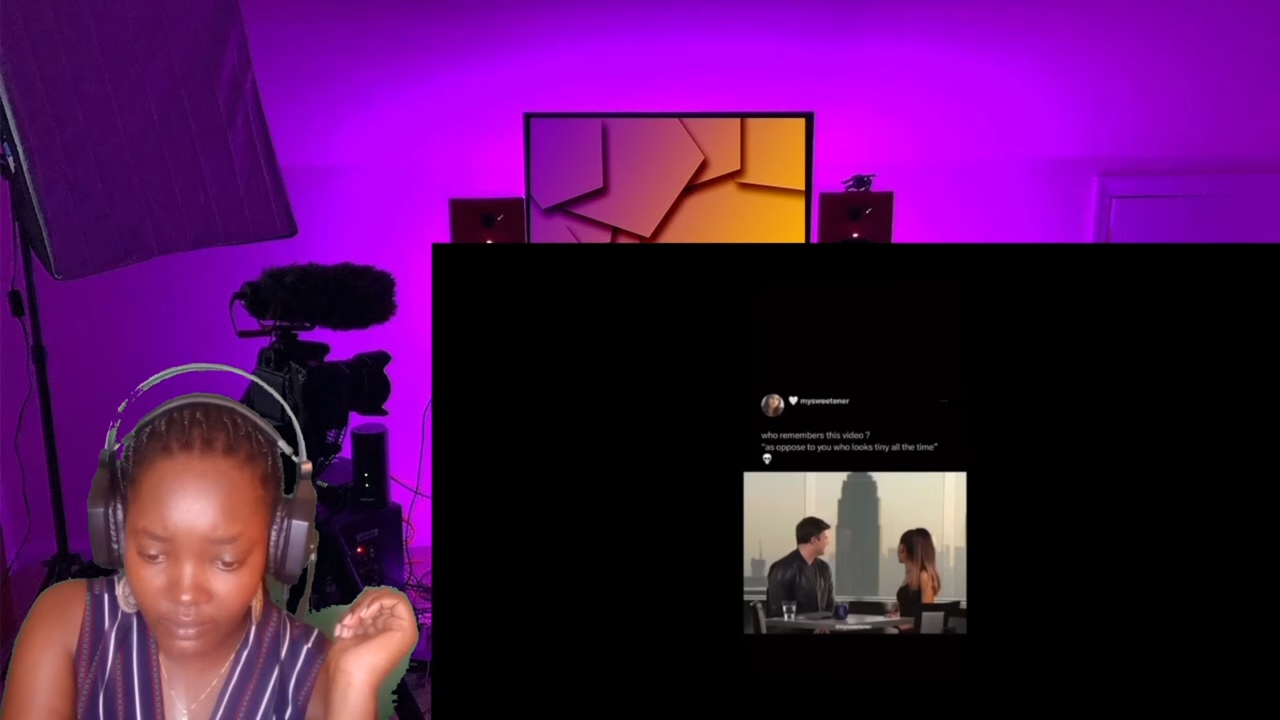 🤍 mysweetener
who remembers this video ?
"as oppose to you who looks tiny all the time"
💀